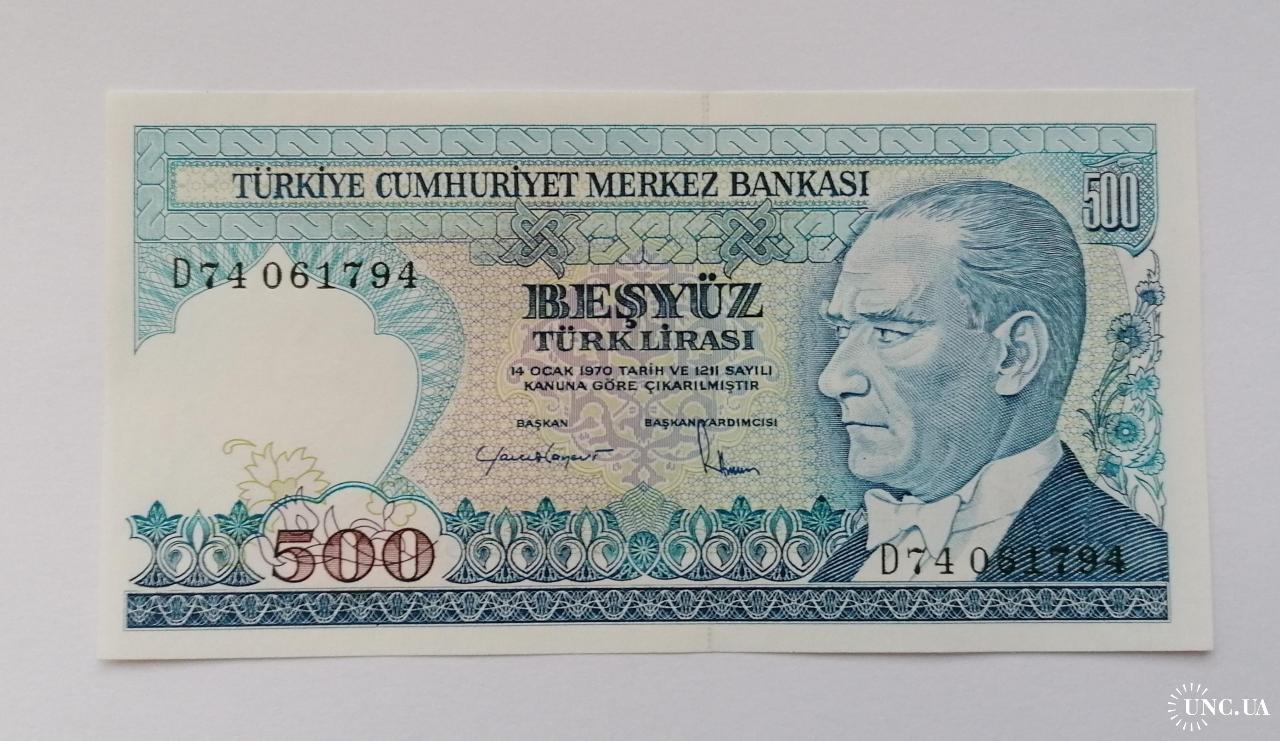 TÜRKİYE CUMHURİYET MERKEZ BANKASI
500
D74 061794
BEŞYÜZ
TÜRK LİRASI
14 OCAK 1970 TARİH VE 1211 SAYILI
KANUNA GÖRE ÇIKARILMIŞTIR
BAŞKAN BAŞKAN YARDIMCISI
500
D74 061794
UNC.UA